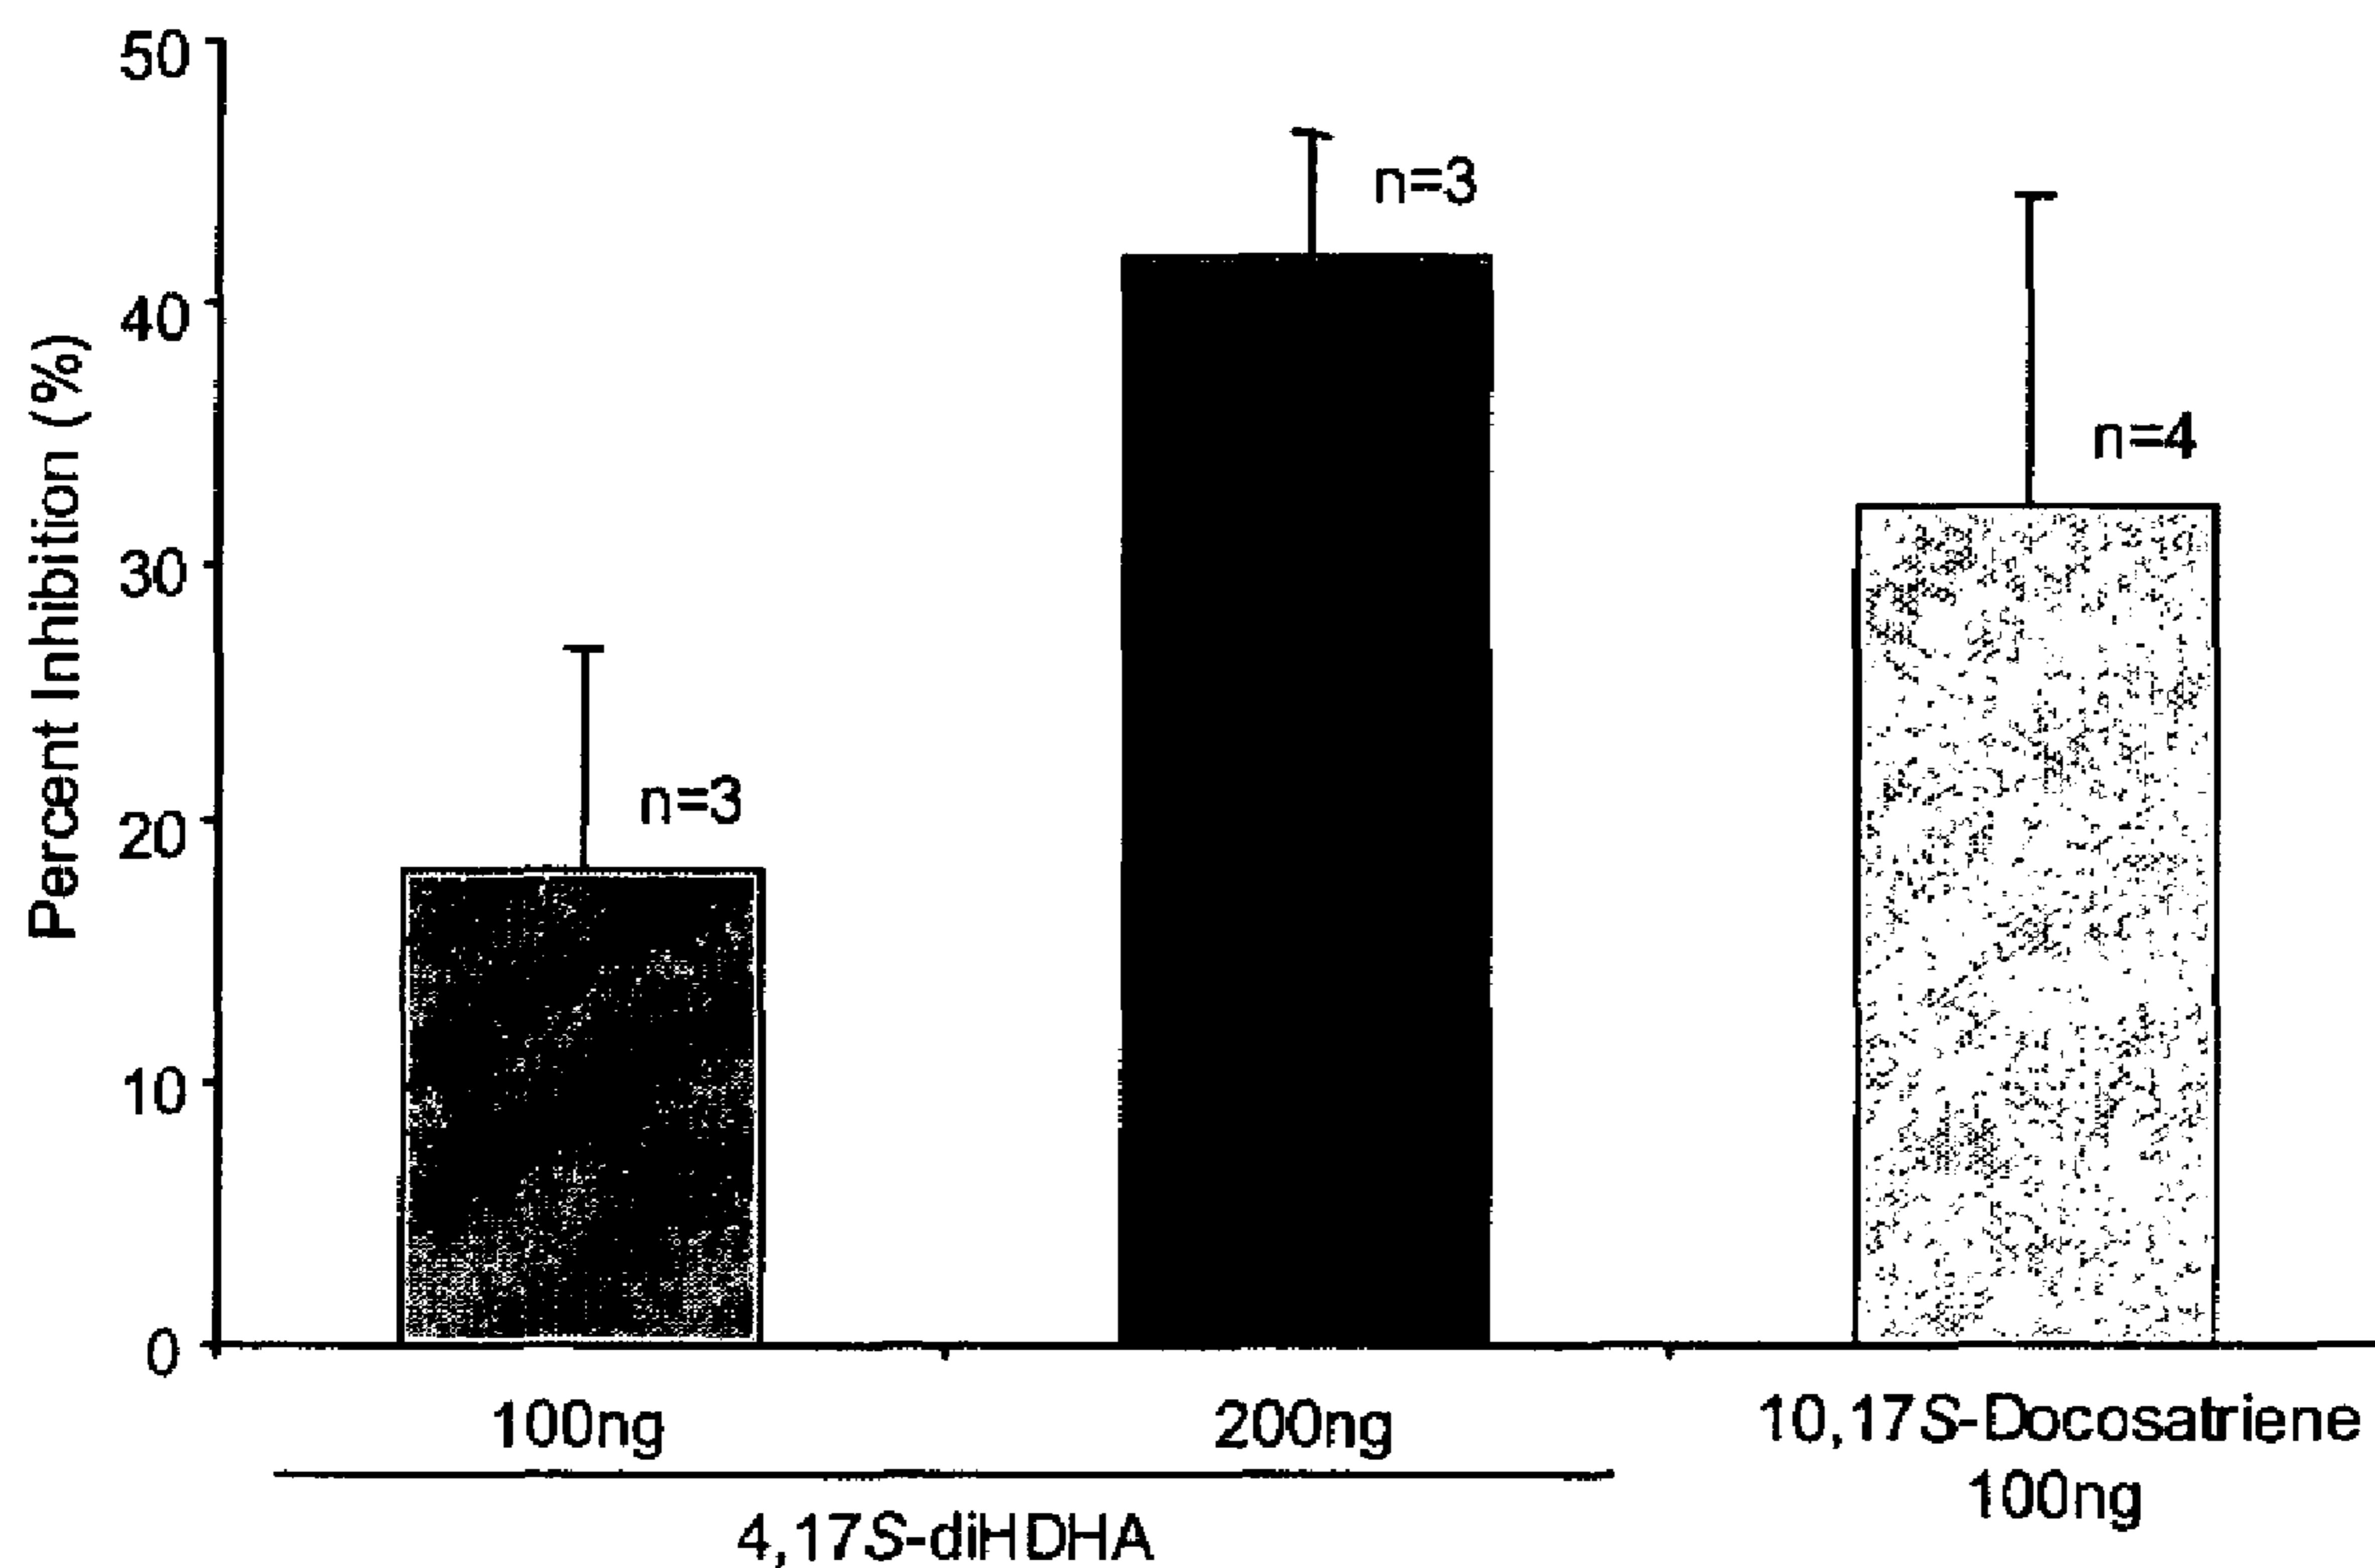 Percent Inhibition (%)
50
40
30
20
10
0
n=3
n=3
n=4
100ng
200ng
10,17S-Docosatriene
100ng
4,17S-diHDHA